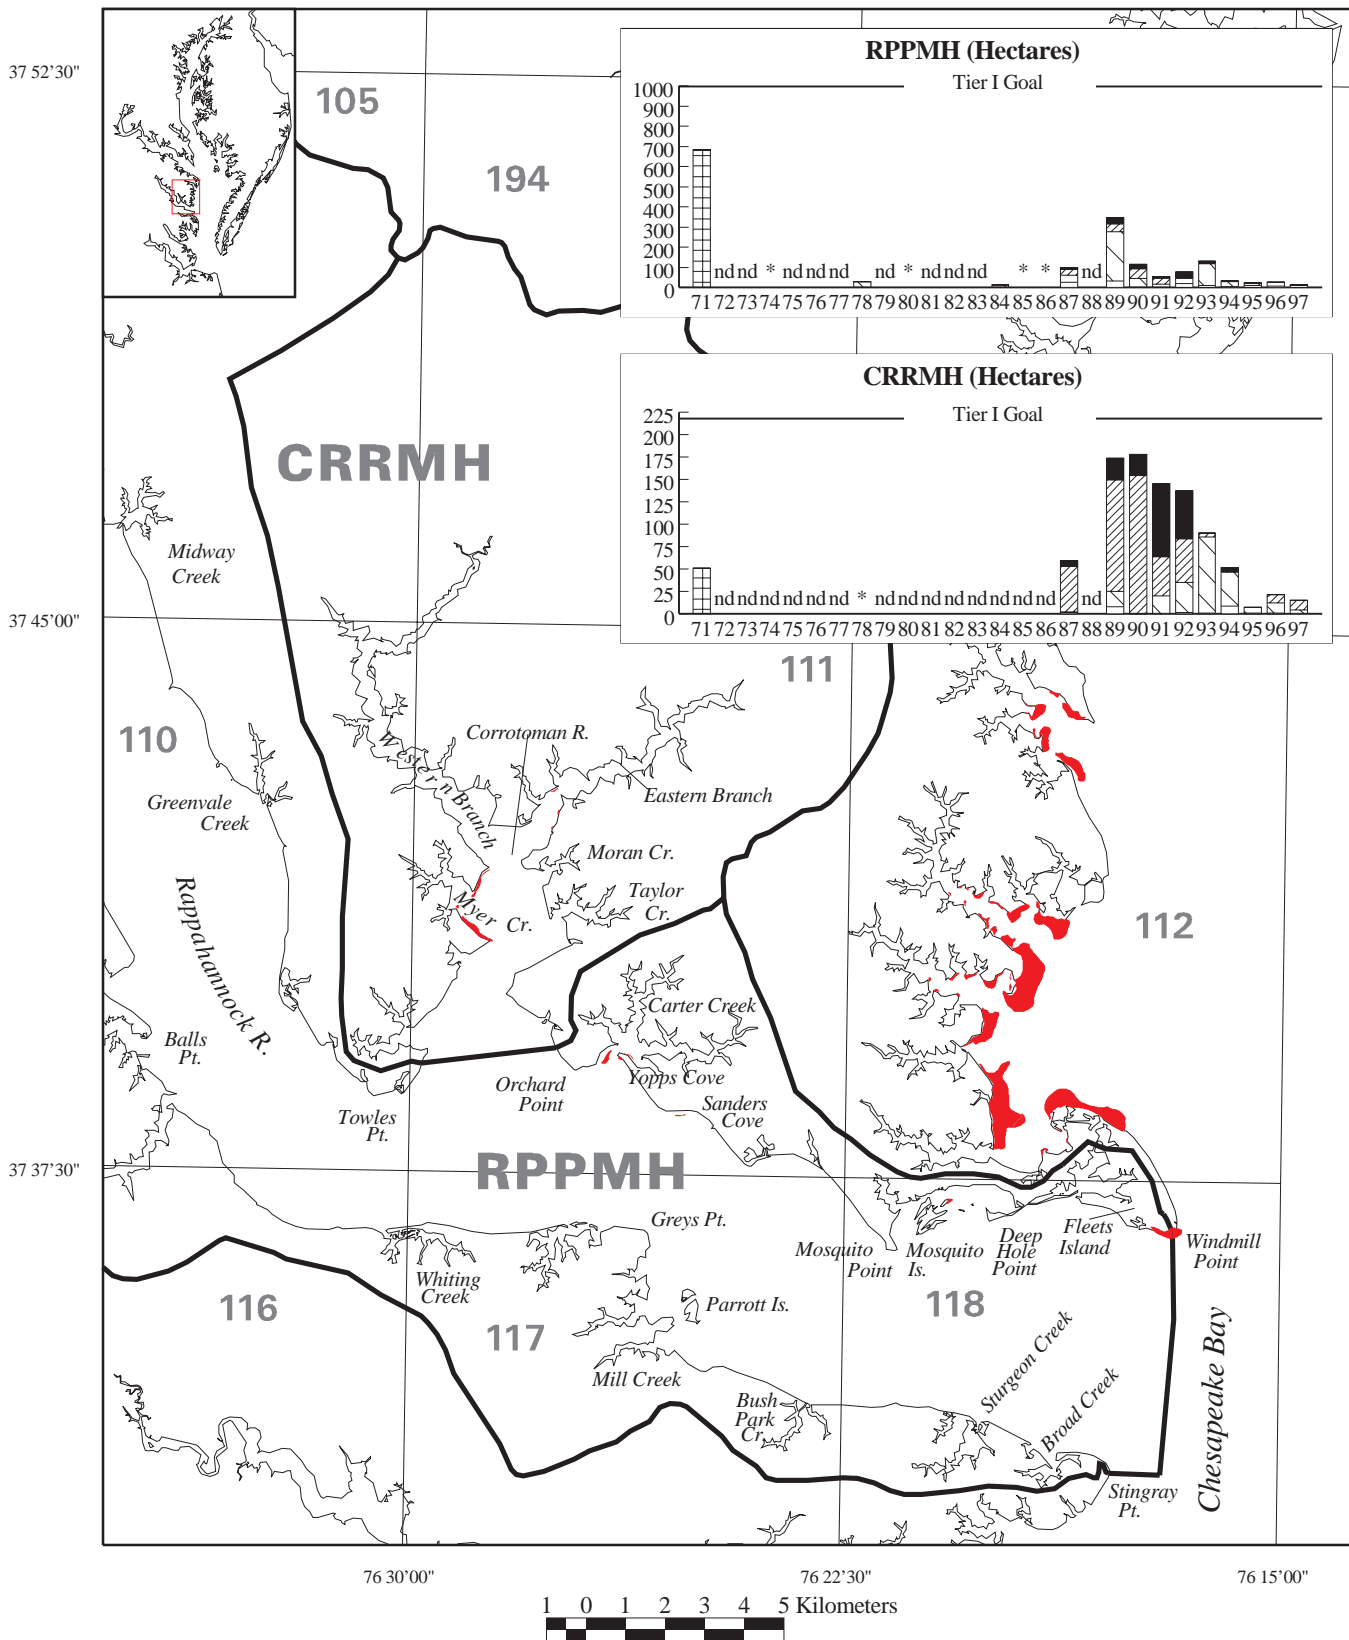 37 52'30"
105
194
RPPMH (Hectares)
Tier I Goal
1000
900
800
700
600
500
400
300
200
100
0
nd nd * nd nd nd nd * nd nd nd * * nd
71 72 73 74 75 76 77 78 79 80 81 82 83 84 85 86 87 88 89 90 91 92 93 94 95 96 97
CRRMH (Hectares)
Tier I Goal
225
200
175
150
125
100
75
50
25
0
nd nd nd nd nd nd * nd nd nd nd nd nd nd nd nd
71 72 73 74 75 76 77 78 79 80 81 82 83 84 85 86 87 88 89 90 91 92 93 94 95 96 97
CRRMH
Midway
Creek
37 45'00"
111
110
Corrotoman R.
Western Branch
Eastern Branch
Greenvale
Creek
Moran Cr.
Taylor
Cr.
Myer Cr.
112
Rappahannock R.
Carter Creek
Balls
Pt.
Orchard
Point
Yopps Cove
Sanders
Cove
Towles
Pt.
37 37'30"
RPPMH
Greys Pt.
Mosquito
Point
Mosquito
Is.
Deep
Hole
Point
Fleets
Island
Windmill
Point
Whiting
Creek
116
117
Parrott Is.
118
Mill Creek
Bush
Park
Cr.
Sturgeon Creek
Broad Creek
Stingray
Pt.
Chesapeake Bay
76 30'00"
76 22'30"
76 15'00"
1 0 1 2 3 4 5 Kilometers